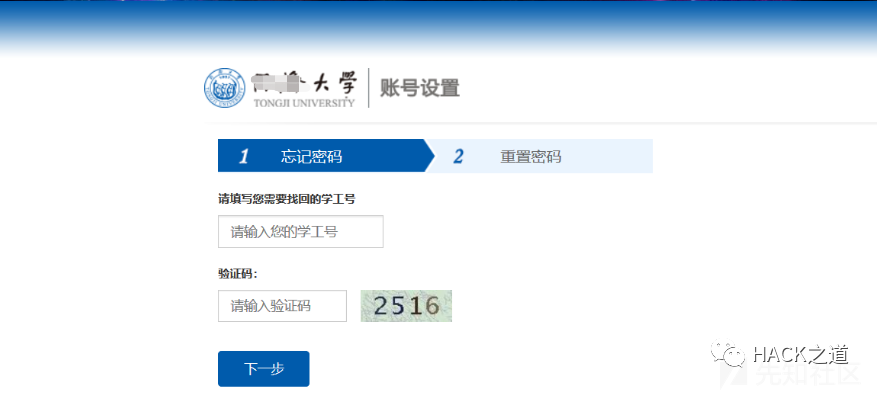 大学
TONGJI UNIVERSITY
账号设置
1 忘记密码 2 重置密码
请填写您需要找回的学工号
请输入您的学工号
验证码：
请输入验证码 2516
下一步
HACK之道
先知社区